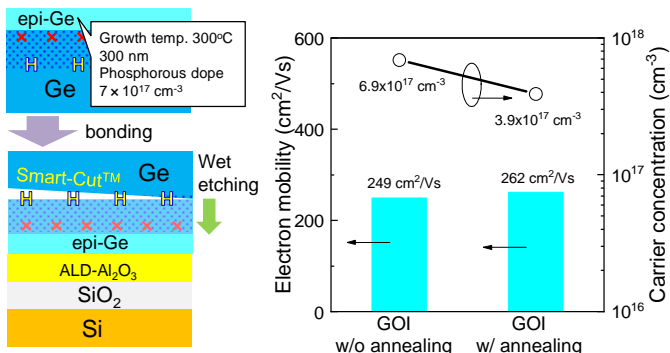 epi-Ge
Growth temp. 300°C
300 nm
Phosphorous dope
7 × 10¹⁷ cm⁻³
× × ×
H H
Ge
bonding
Smart-Cut™
Ge
Wet
etching
H H H H
× × × × × ×
epi-Ge
ALD-Al₂O₃
SiO₂
Si
Electron mobility (cm²/Vs)
600
400
200
0
6.9x10¹⁷ cm⁻³
3.9x10¹⁷ cm⁻³
249 cm²/Vs
262 cm²/Vs
GOI
w/o annealing
GOI
w/ annealing
10¹⁸
10¹⁷
10¹⁶
Carrier concentration (cm⁻³)